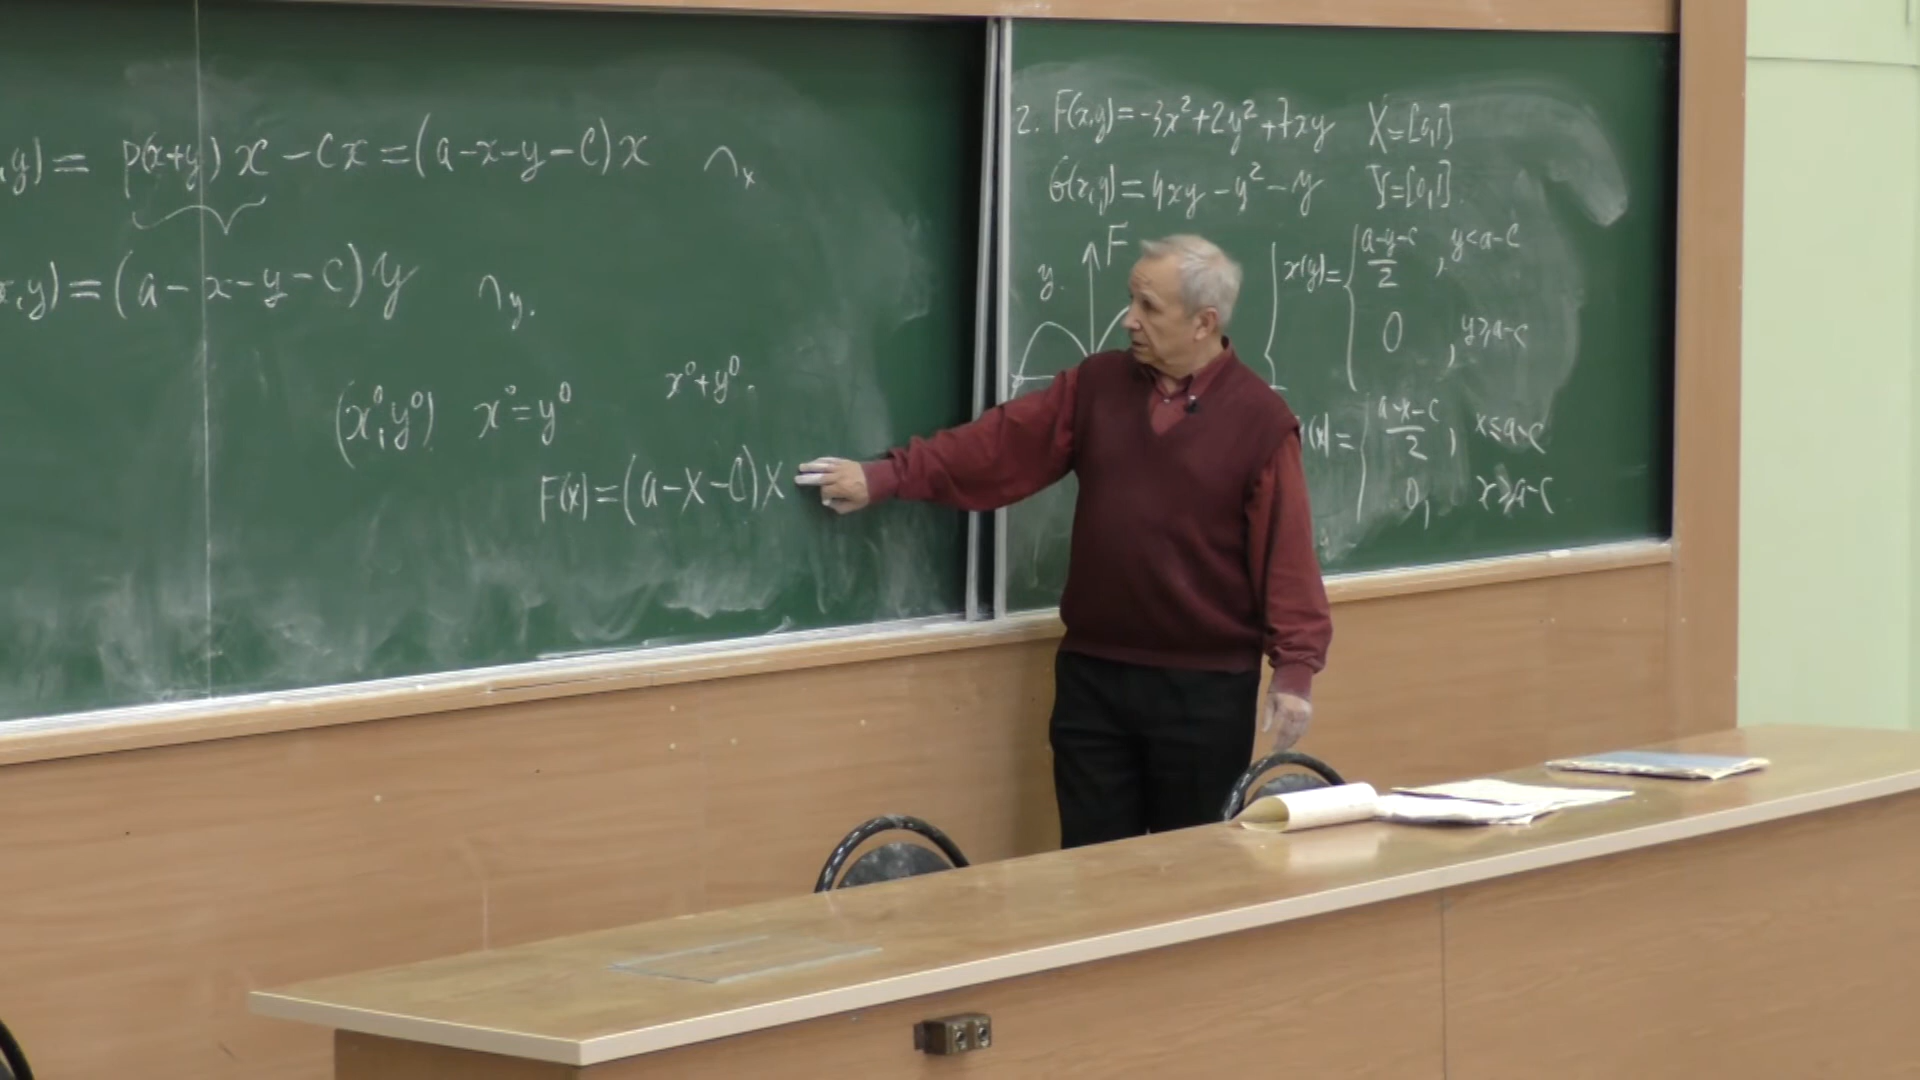 ,y) = p(x+y)x - Cx = (a-x-y-C)x ∩x
x,y) = (a-x-y-C)y ∩y.
(x⁰,y⁰) x⁰=y⁰ x⁰+y⁰.
F(X) = (a-X-C)X
2. F(x,y) = -3x²+2y²+7xy X=[0,1]
G(x,y) = 4xy-y²-y Y=[0,1].
F
y.
x(y) = { (a-y-c)/2, y<a-c
0, y≥a-c
(x) = { (a-x-c)/2, x≤a-c
0, x≥a-c